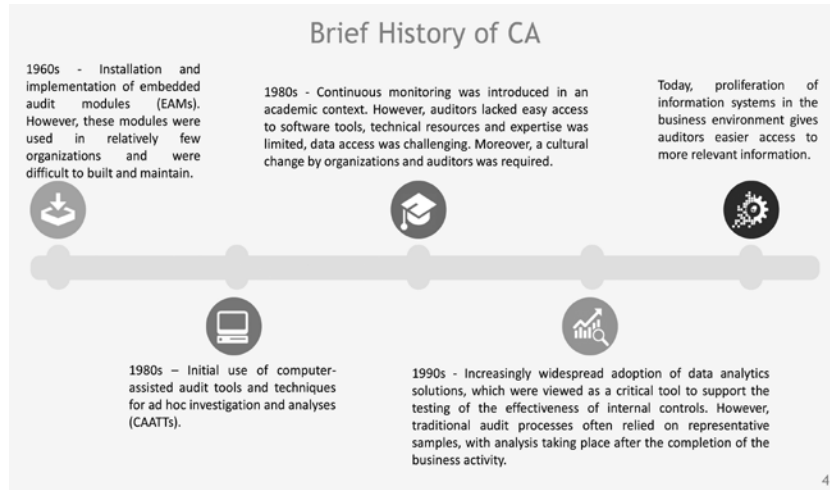 Brief History of CA
1960s - Installation and
implementation of embedded
audit modules (EAMs).
However, these modules were
used in relatively few
organizations and were
difficult to built and maintain.
1980s - Continuous monitoring was introduced in an
academic context. However, auditors lacked easy access
to software tools, technical resources and expertise was
limited, data access was challenging. Moreover, a cultural
change by organizations and auditors was required.
Today, proliferation of
information systems in the
business environment gives
auditors easier access to
more relevant information.
1980s – Initial use of computer-
assisted audit tools and techniques
for ad hoc investigation and analyses
(CAATTs).
1990s - Increasingly widespread adoption of data analytics
solutions, which were viewed as a critical tool to support the
testing of the effectiveness of internal controls. However,
traditional audit processes often relied on representative
samples, with analysis taking place after the completion of the
business activity.
4